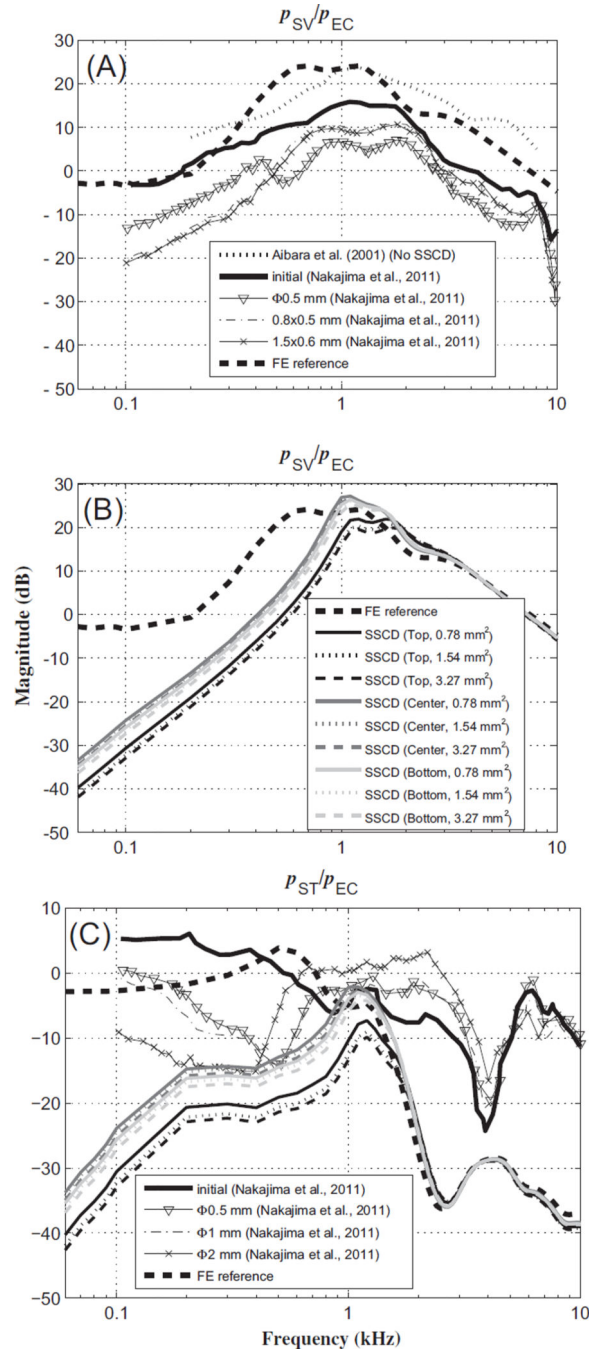 p_SV/p_EC
(A)
30
20
10
0
- 10
- 20
- 30
- 40
- 50
Aibara et al. (2001) (No SSCD)
initial (Nakajima et al., 2011)
Φ0.5 mm (Nakajima et al., 2011)
0.8x0.5 mm (Nakajima et al., 2011)
1.5x0.6 mm (Nakajima et al., 2011)
FE reference
0.1
1
10
p_SV/p_EC
(B)
Magnitude (dB)
30
20
10
0
-10
-20
-30
-40
-50
FE reference
SSCD (Top, 0.78 mm²)
SSCD (Top, 1.54 mm²)
SSCD (Top, 3.27 mm²)
SSCD (Center, 0.78 mm²)
SSCD (Center, 1.54 mm²)
SSCD (Center, 3.27 mm²)
SSCD (Bottom, 0.78 mm²)
SSCD (Bottom, 1.54 mm²)
SSCD (Bottom, 3.27 mm²)
0.1
1
10
p_ST/p_EC
(C)
10
0
−10
−20
−30
−40
−50
initial (Nakajima et al., 2011)
Φ0.5 mm (Nakajima et al., 2011)
Φ1 mm (Nakajima et al., 2011)
Φ2 mm (Nakajima et al., 2011)
FE reference
0.1
1
10
Frequency (kHz)